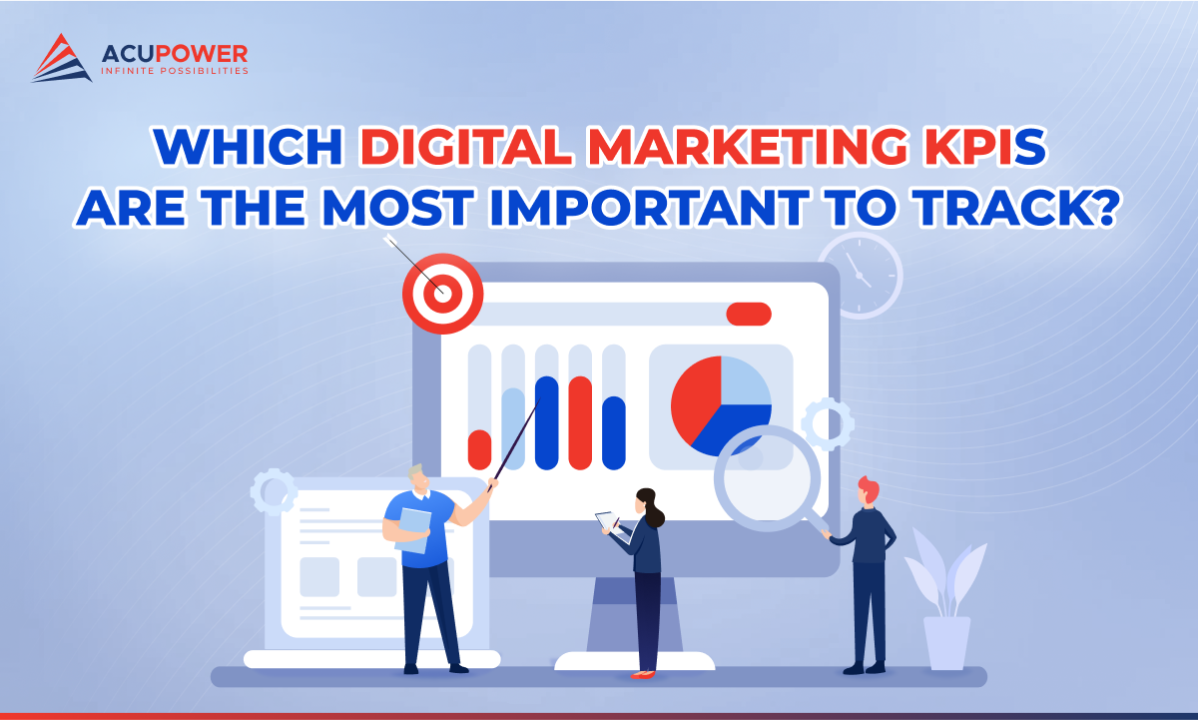 ACUPOWER
INFINITE POSSIBILITIES
WHICH DIGITAL MARKETING KPIS
ARE THE MOST IMPORTANT TO TRACK?